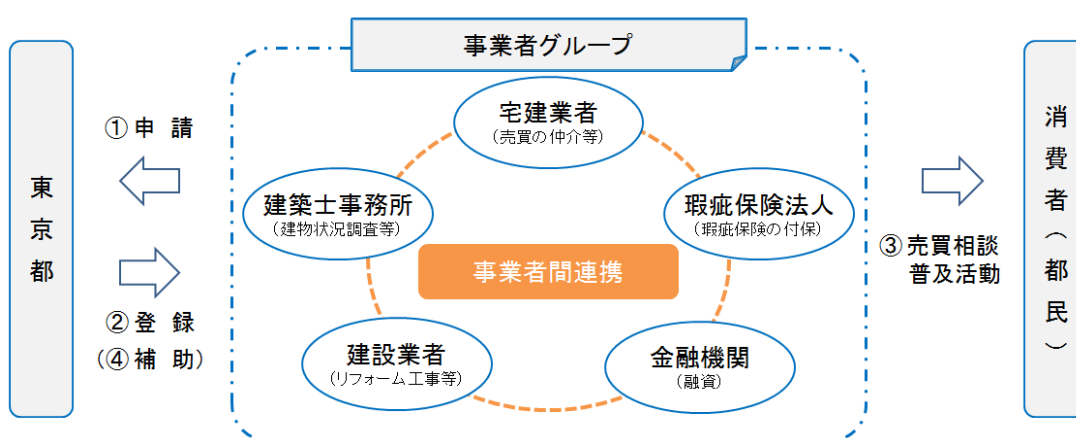 事業者グループ
東京都
① 申 請
② 登 録
(④ 補 助)
宅建業者
(売買の仲介等)
建築士事務所
(建物状況調査等)
瑕疵保険法人
(瑕疵保険の付保)
事業者間連携
建設業者
(リフォーム工事等)
金融機関
(融資)
③ 売買相談
普及活動
消費者(都民)